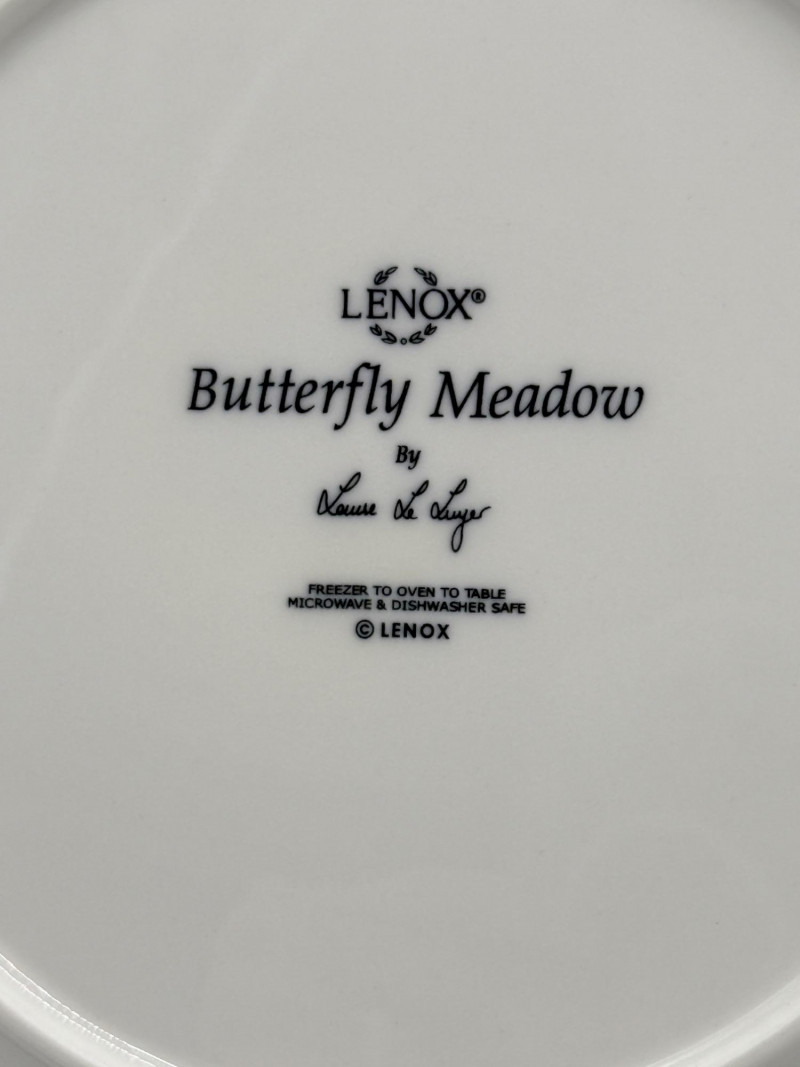 LENOX®
Butterfly Meadow
By
Louise Le Luyer
FREEZER TO OVEN TO TABLE
MICROWAVE & DISHWASHER SAFE
© LENOX